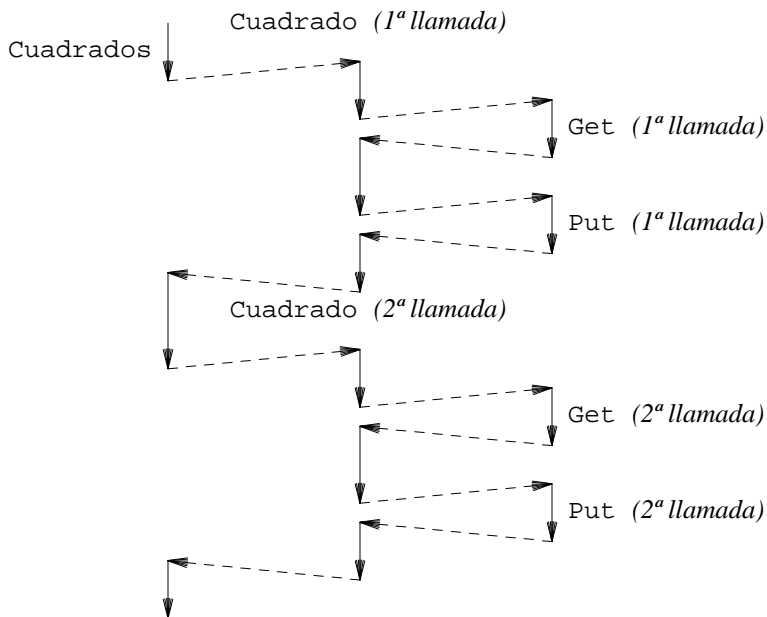 Cuadrado (1ª llamada)
Cuadrados
Get (1ª llamada)
Put (1ª llamada)
Cuadrado (2ª llamada)
Get (2ª llamada)
Put (2ª llamada)